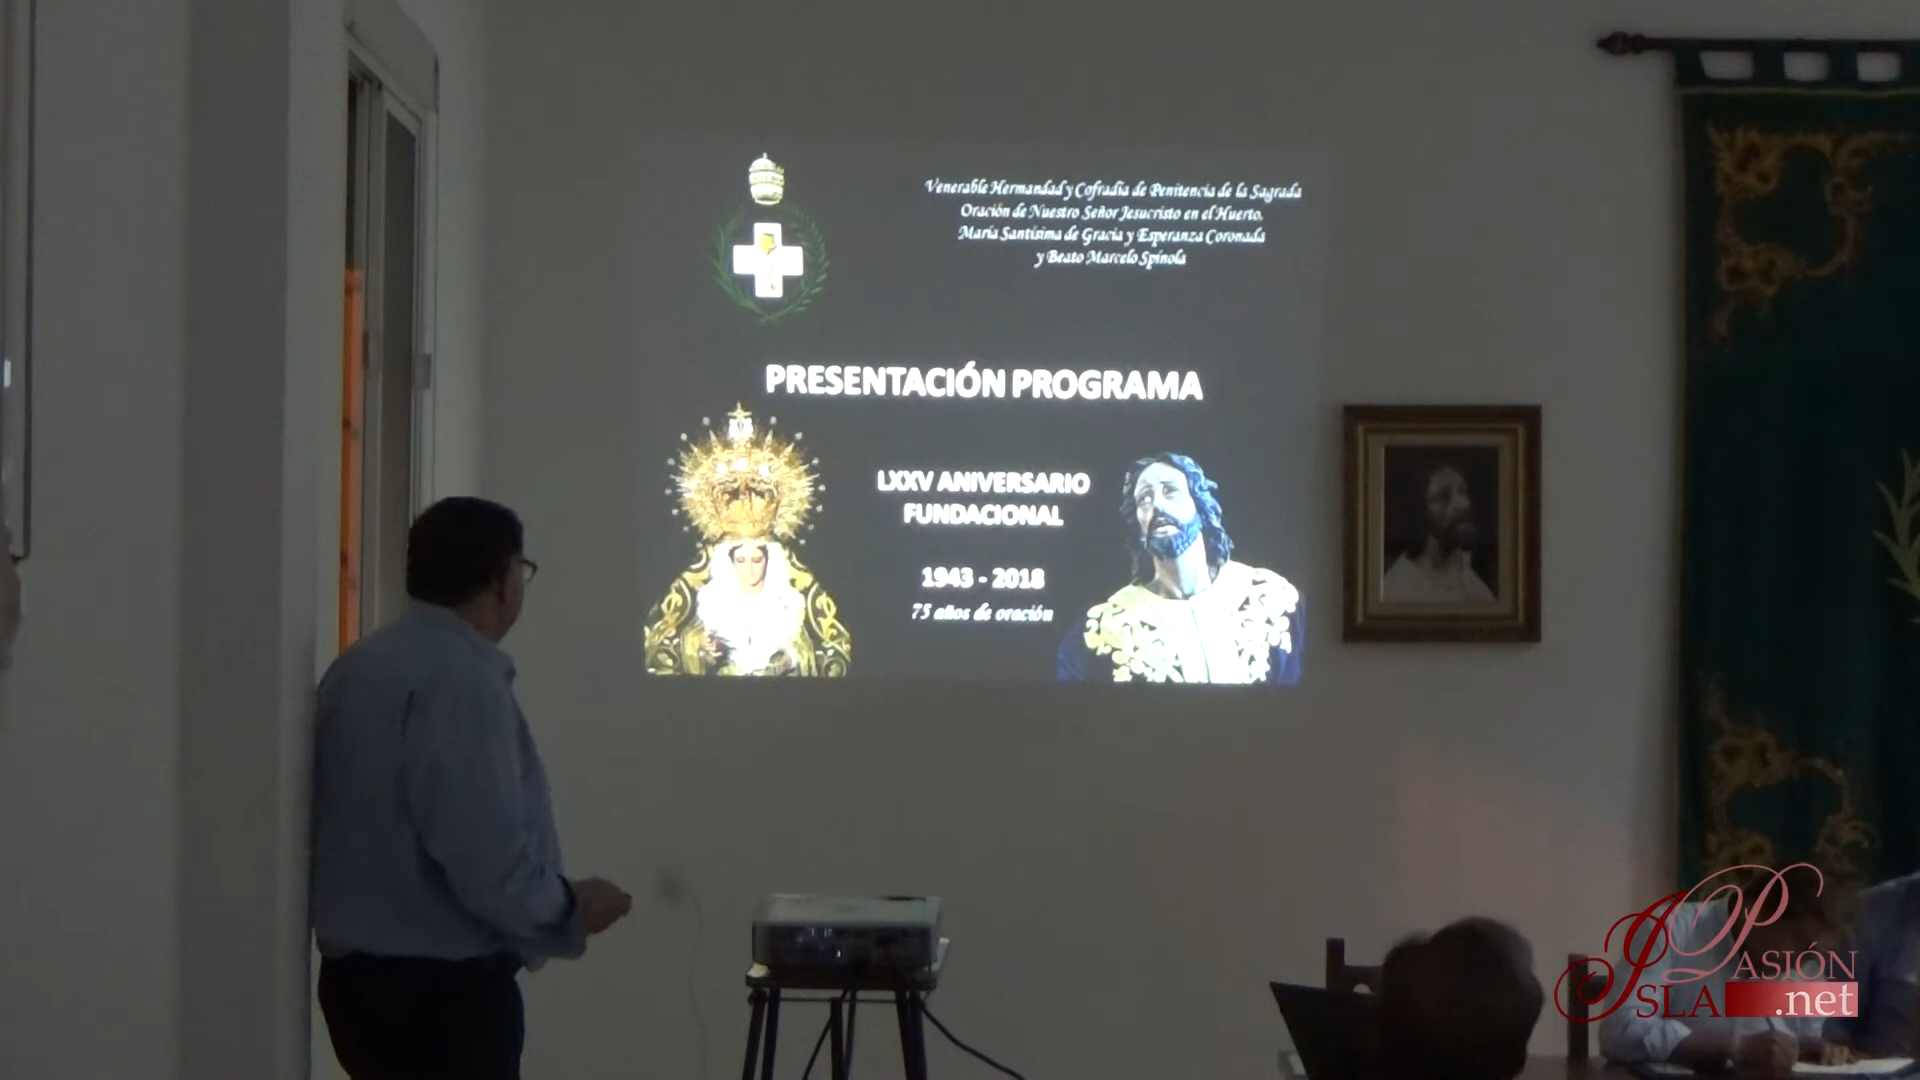 Venerable Hermandad y Cofradía de Penitencia de la Sagrada
Oración de Nuestro Señor Jesucristo en el Huerto,
María Santísima de Gracia y Esperanza Coronada
y Beato Marcelo Spínola
PRESENTACIÓN PROGRAMA
LXXV ANIVERSARIO
FUNDACIONAL
1943 - 2018
75 años de oración
ISLA PASIÓN
.net